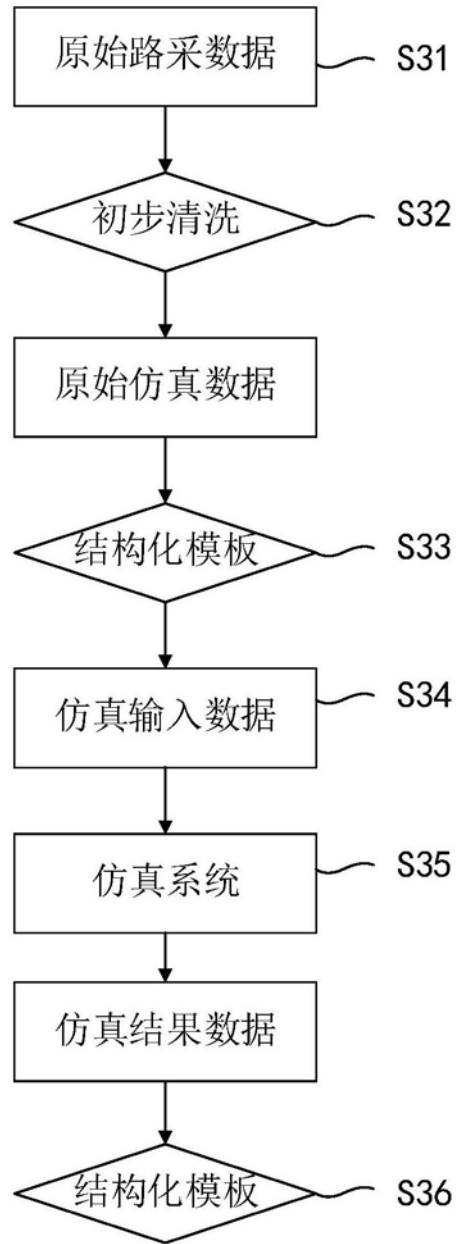 原始路采数据
S31
初步清洗
S32
原始仿真数据
结构化模板
S33
仿真输入数据
S34
仿真系统
S35
仿真结果数据
结构化模板
S36